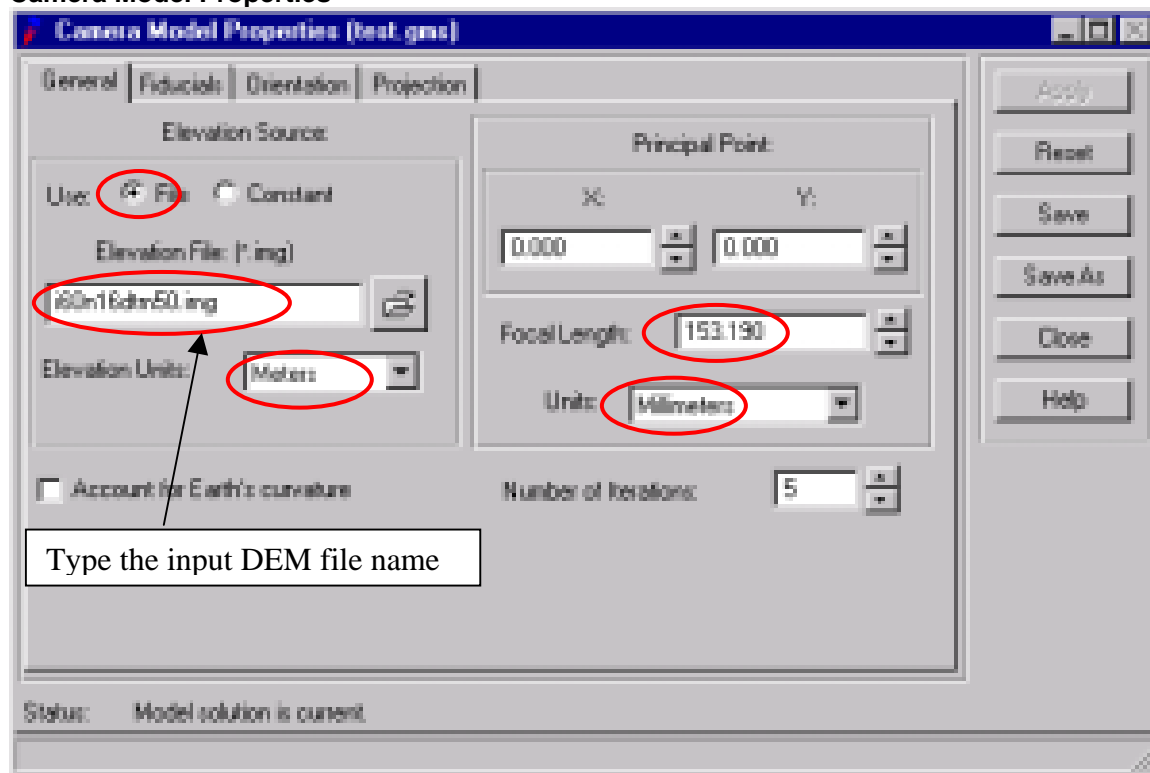 Camera Model Properties
Camera Model Properties (test.gms)
General Fiducials Orientation Projection
Elevation Source:
Use: File Constant
Elevation File: (*.img)
i60n16dtm50.img
Elevation Units: Meters
Account for Earth's curvature
Type the input DEM file name
Principal Point:
X: Y:
0.000 0.000
Focal Length: 153.190
Units: Millimeters
Number of Iterations: 5
Apply
Reset
Save
Save As
Close
Help
Status: Model solution is current.